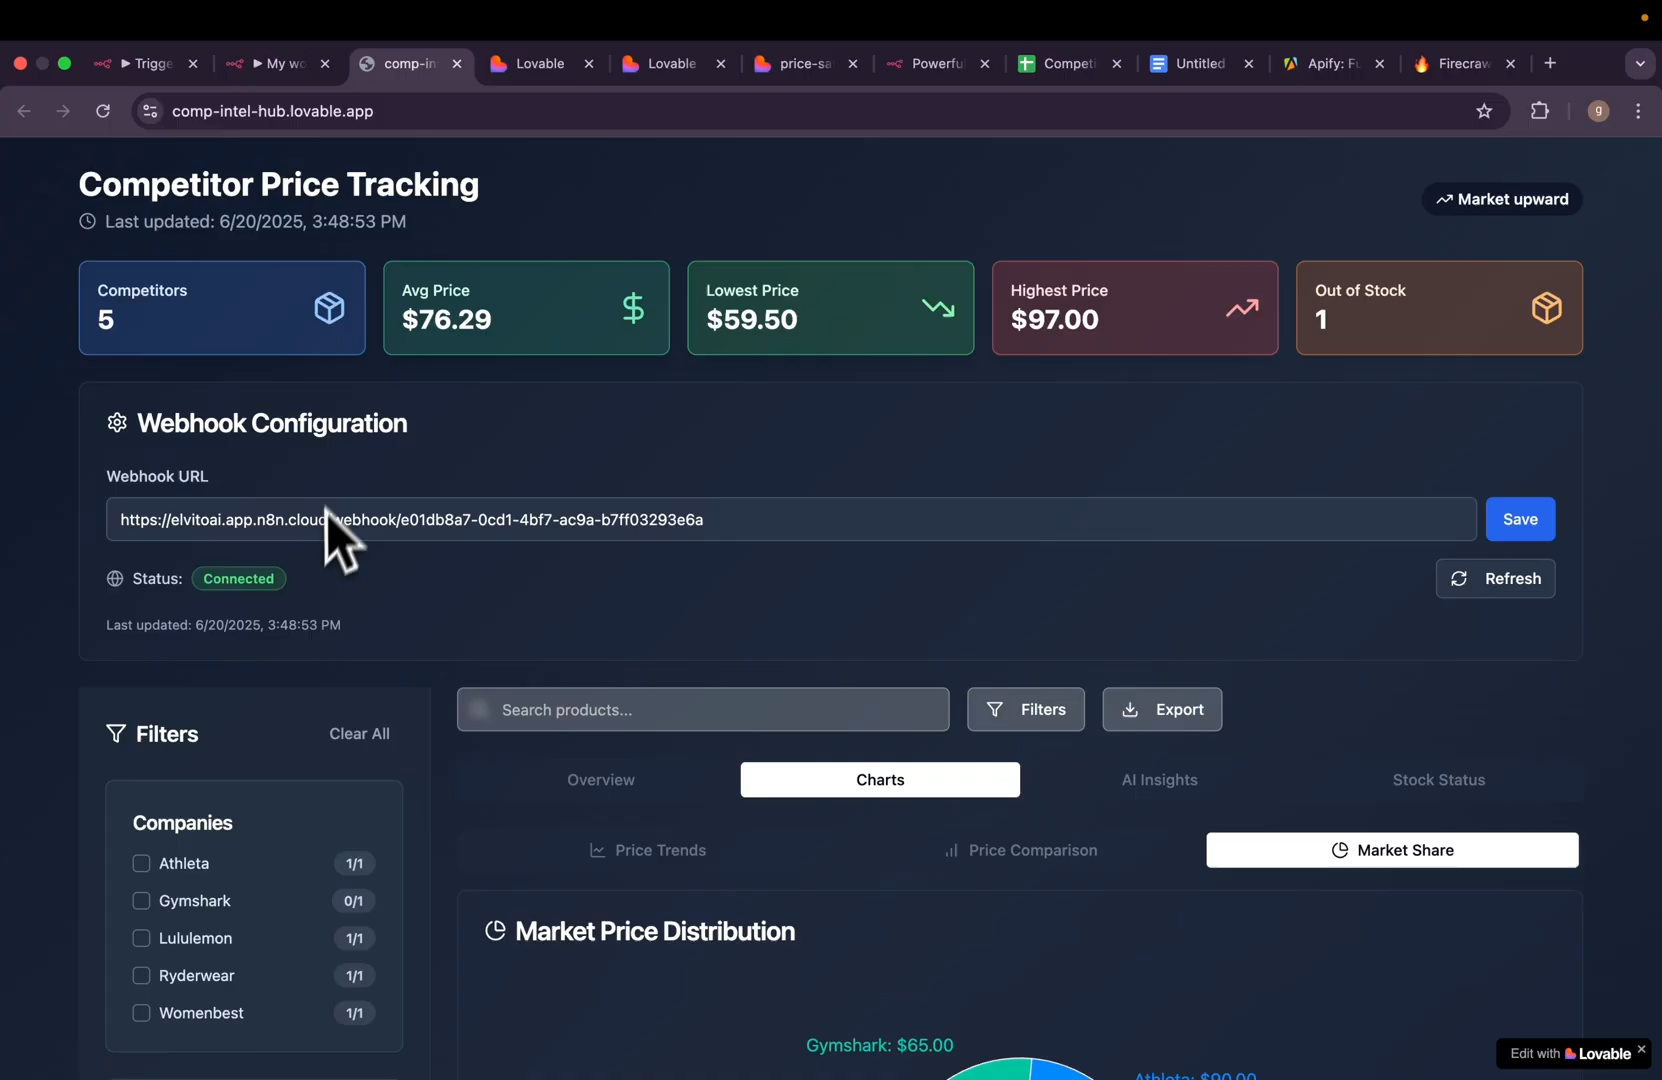 Trigge
My wo
comp-in
Lovable
Lovable
price-sa
Powerfu
Competi
Untitled
Apify: Fu
Firecraw
comp-intel-hub.lovable.app
g
Competitor Price Tracking
Last updated: 6/20/2025, 3:48:53 PM
Market upward
Competitors
5
Avg Price
$76.29
Lowest Price
$59.50
Highest Price
$97.00
Out of Stock
1
Webhook Configuration
Webhook URL
https://elvitoai.app.n8n.cloud/webhook/e01db8a7-0cd1-4bf7-ac9a-b7ff03293e6a
Save
Status: Connected
Refresh
Last updated: 6/20/2025, 3:48:53 PM
Filters
Clear All
Search products...
Filters
Export
Overview
Charts
AI Insights
Stock Status
Price Trends
Price Comparison
Market Share
Companies
Athleta 1/1
Gymshark 0/1
Lululemon 1/1
Ryderwear 1/1
Womenbest 1/1
Market Price Distribution
Gymshark: $65.00
Athleta: $90.00
Edit with Lovable